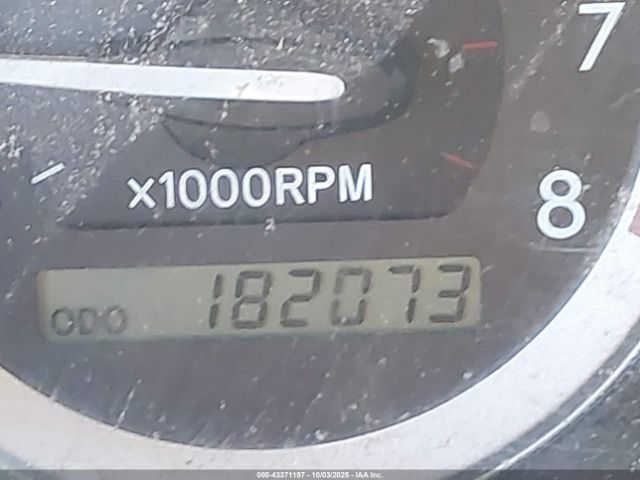 7
x1000RPM
8
ODO 182073
000-43371197 - 10/03/2025 - IAA Inc.